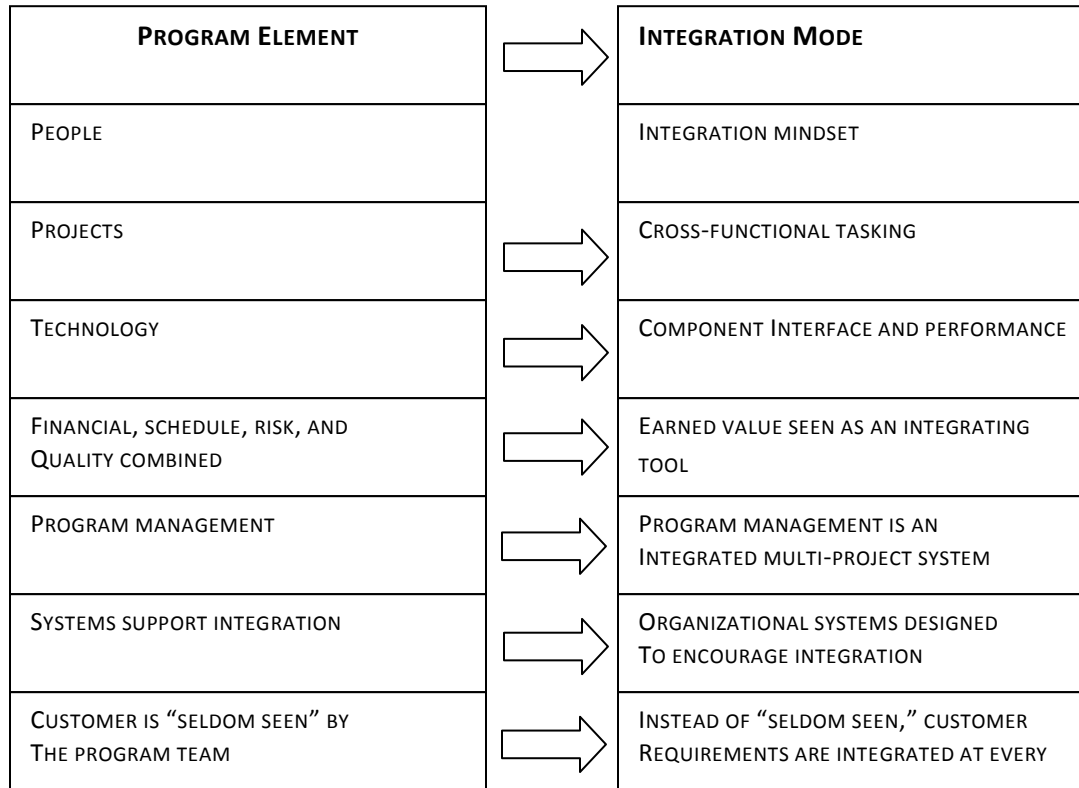 PROGRAM ELEMENT
INTEGRATION MODE
PEOPLE
INTEGRATION MINDSET
PROJECTS
CROSS-FUNCTIONAL TASKING
TECHNOLOGY
COMPONENT INTERFACE AND PERFORMANCE
FINANCIAL, SCHEDULE, RISK, AND
QUALITY COMBINED
EARNED VALUE SEEN AS AN INTEGRATING
TOOL
PROGRAM MANAGEMENT
PROGRAM MANAGEMENT IS AN
INTEGRATED MULTI-PROJECT SYSTEM
SYSTEMS SUPPORT INTEGRATION
ORGANIZATIONAL SYSTEMS DESIGNED
TO ENCOURAGE INTEGRATION
CUSTOMER IS “SELDOM SEEN” BY
THE PROGRAM TEAM
INSTEAD OF “SELDOM SEEN,” CUSTOMER
REQUIREMENTS ARE INTEGRATED AT EVERY